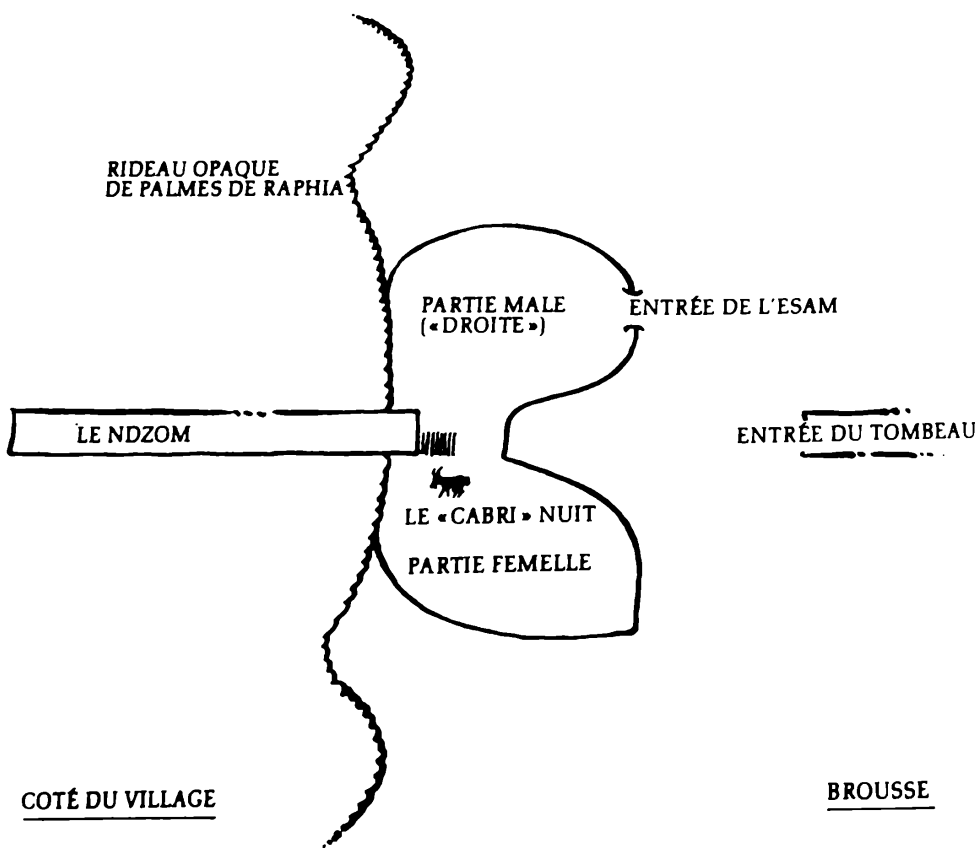 RIDEAU OPAQUE
DE PALMES DE RAPHIA
PARTIE MALE
(«DROITE»)
ENTRÉE DE L'ESAM
LE NDZOM
ENTRÉE DU TOMBEAU
LE «CABRI» NUIT
PARTIE FEMELLE
COTÉ DU VILLAGE
BROUSSE